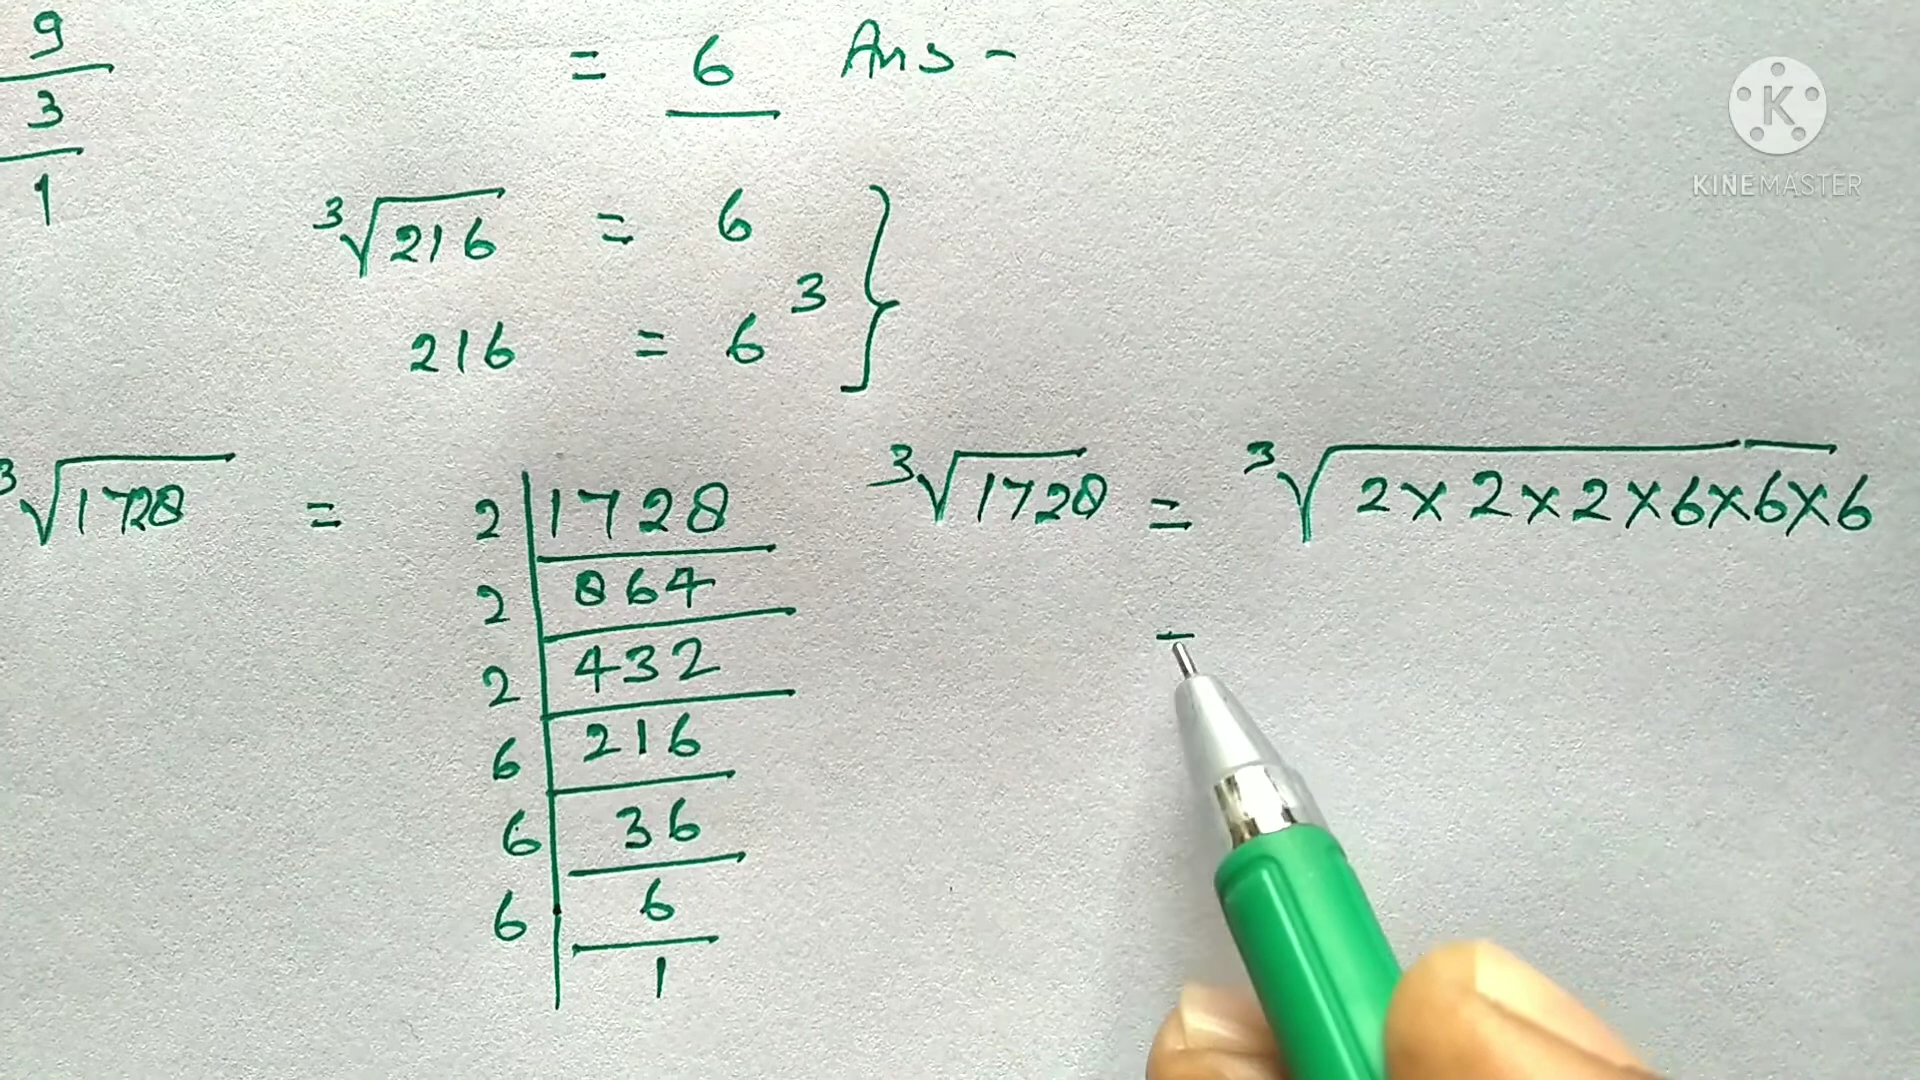 9
3
1
= 6 Ans -
³√216 = 6
216 = 6³
³√1728 =
2 | 1728
2 | 864
2 | 432
6 | 216
6 | 36
6 | 6
1
³√1728 = ³√2×2×2×6×6×6
K
KINEMASTER